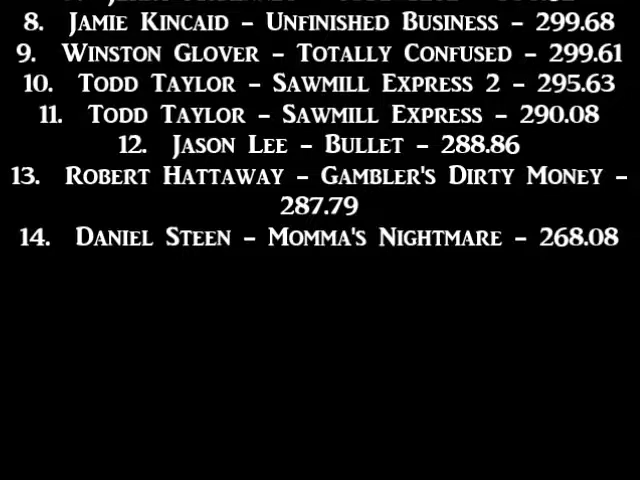 8. Jamie Kincaid - Unfinished Business - 299.68
9. Winston Glover - Totally Confused - 299.61
10. Todd Taylor - Sawmill Express 2 - 295.63
11. Todd Taylor - Sawmill Express - 290.08
12. Jason Lee - Bullet - 288.86
13. Robert Hattaway - Gambler's Dirty Money -
287.79
14. Daniel Steen - Momma's Nightmare - 268.08